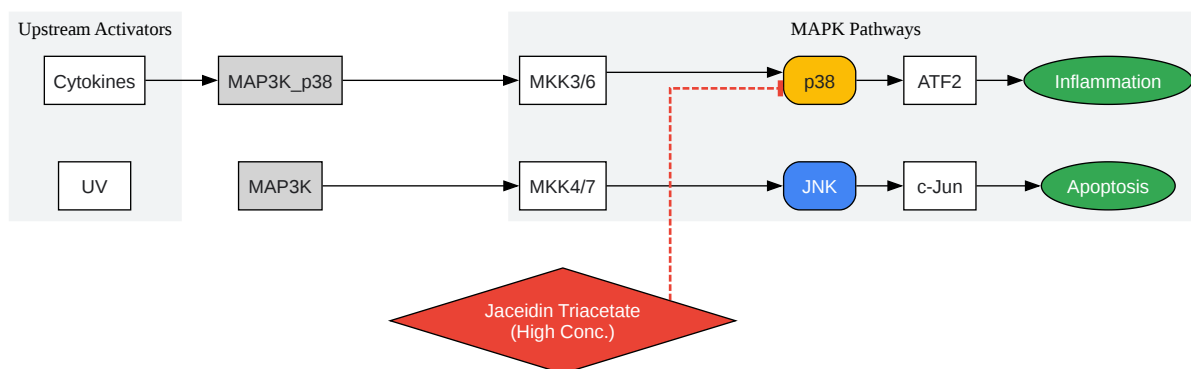 Upstream Activators
MAPK Pathways
Cytokines
MAP3K_p38
MKK3/6
p38
ATF2
Inflammation
UV
MAP3K
MKK4/7
JNK
c-Jun
Apoptosis
Jaceidin Triacetate
(High Conc.)